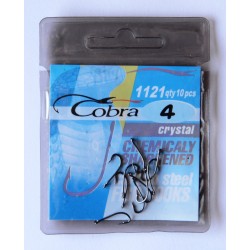 1121 qty 10 pcs
Cobra
4
crystal
CHEMICALY
SHARPENED
steel
HOOKS